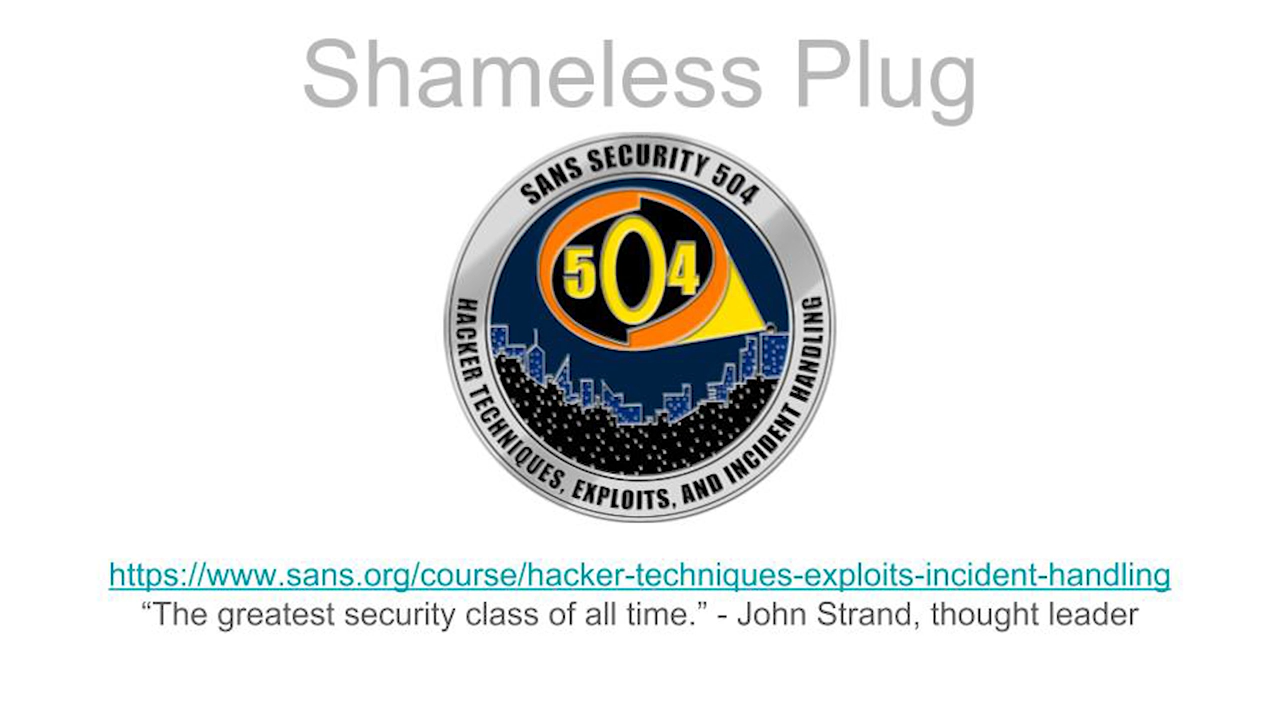 Shameless Plug
SANS SECURITY 504
504
HACKER TECHNIQUES, EXPLOITS, AND INCIDENT HANDLING
https://www.sans.org/course/hacker-techniques-exploits-incident-handling
“The greatest security class of all time.” - John Strand, thought leader